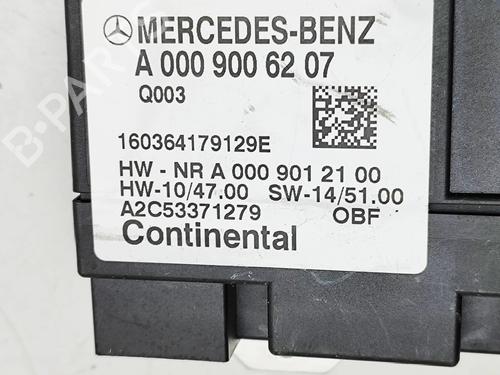 MERCEDES-BENZ
A 000 900 62 07
Q003
160364179129E
HW - NR A 000 901 21 00
HW-10/47.00 SW-14/51.00
A2C53371279 OBF
Continental
B-PARTS